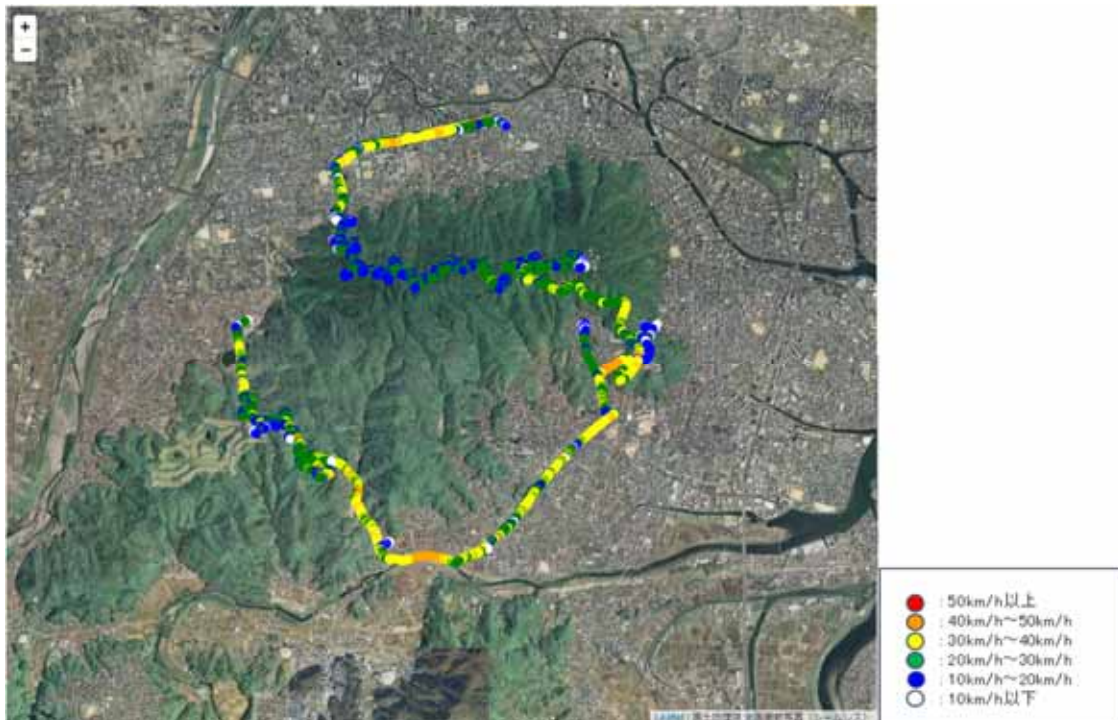 +
−
: 50km/h以上
: 40km/h～50km/h
: 30km/h～40km/h
: 20km/h～30km/h
: 10km/h～20km/h
: 10km/h以下